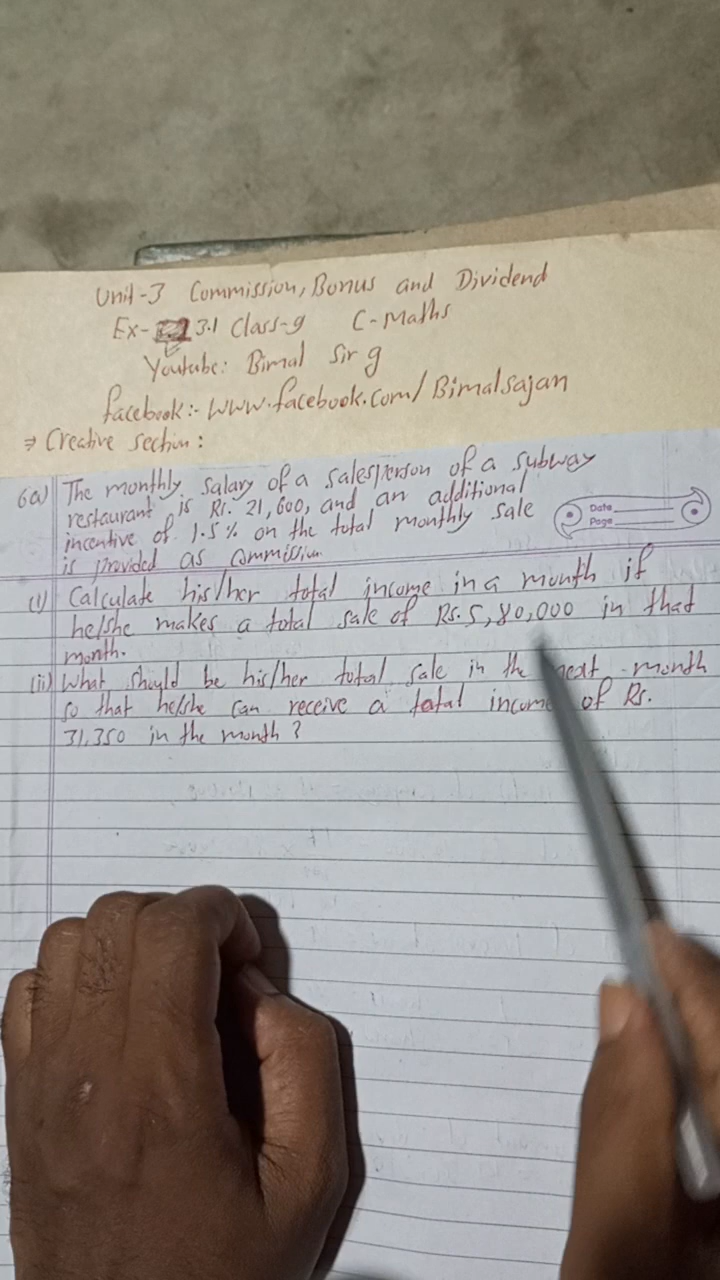 Unit-3 Commission, Bonus and Dividend
Ex- 3.1 Class-9 C-Maths
Youtube: Bimal Sir g
facebook:- www.facebook.com/Bimalsajan
⇒ Creative section:
6a) The monthly salary of a salesperson of a subway
restaurant is Rs. 21,600, and an additional
incentive of 1.5% on the total monthly sale
is provided as commission.
Date
Page
(i) Calculate his/her total income in a month if
he/she makes a total sale of Rs. 5,80,000 in that
month.
(ii) What should be his/her total sale in the next month
so that he/she can receive a total income of Rs.
31,350 in the month?